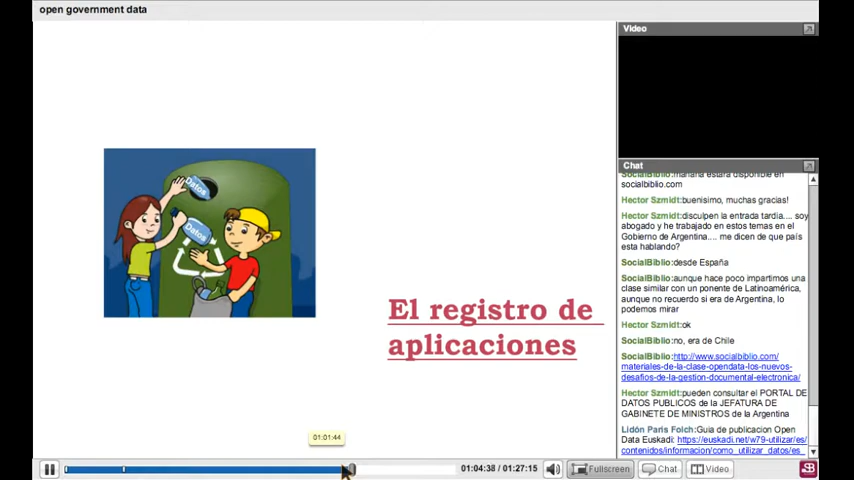 open government data
Datos
Datos
El registro de
aplicaciones
01:01:44
01:04:38 / 01:27:15
Fullscreen
Chat
Video
Video
Chat
SocialBiblio:mañana estará disponible en
socialbiblio.com
Hector Szmidt:buenisimo, muchas gracias!
Hector Szmidt:disculpen la entrada tardia.... soy
abogado y he trabajado en estos temas en el
Gobierno de Argentina.... me dicen de que país
esta hablando?
SocialBiblio:desde España
SocialBiblio:aunque hace poco impartimos una
clase similar con un ponente de Latinoamérica,
aunque no recuerdo si era de Argentina, lo
podemos mirar
Hector Szmidt:ok
SocialBiblio:no, era de Chile
SocialBiblio:http://www.socialbiblio.com/
materiales-de-la-clase-opendata-los-nuevos-
desafios-de-la-gestion-documental-electronica/
Hector Szmidt:pueden consultar el PORTAL DE
DATOS PUBLICOS de la JEFATURA DE
GABINETE DE MINISTROS de la Argentina
Lidón Paris Folch:Guia de publicacion Open
Data Euskadi: https://euskadi.net/w79-utilizar/es/
contenidos/informacion/como_utilizar_datos/es_
SB